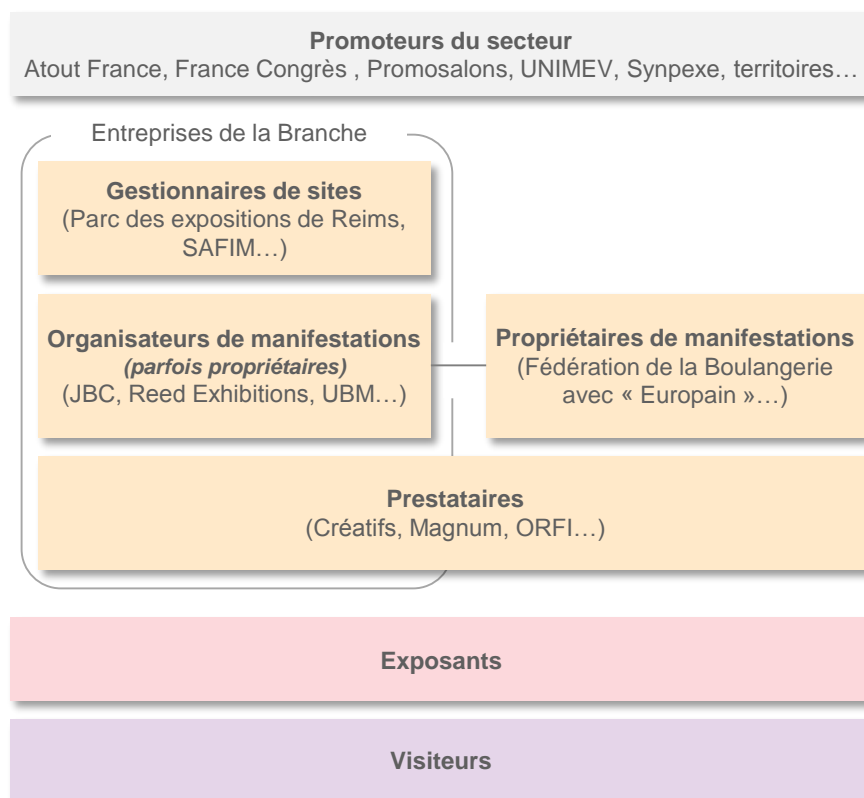 Promoteurs du secteur
Atout France, France Congrès , Promosalons, UNIMEV, Synpexe, territoires…
Entreprises de la Branche
Gestionnaires de sites
(Parc des expositions de Reims,
SAFIM…)
Organisateurs de manifestations
(parfois propriétaires)
(JBC, Reed Exhibitions, UBM…)
Propriétaires de manifestations
(Fédération de la Boulangerie
avec « Europain »…)
Prestataires
(Créatifs, Magnum, ORFI…)
Exposants
Visiteurs